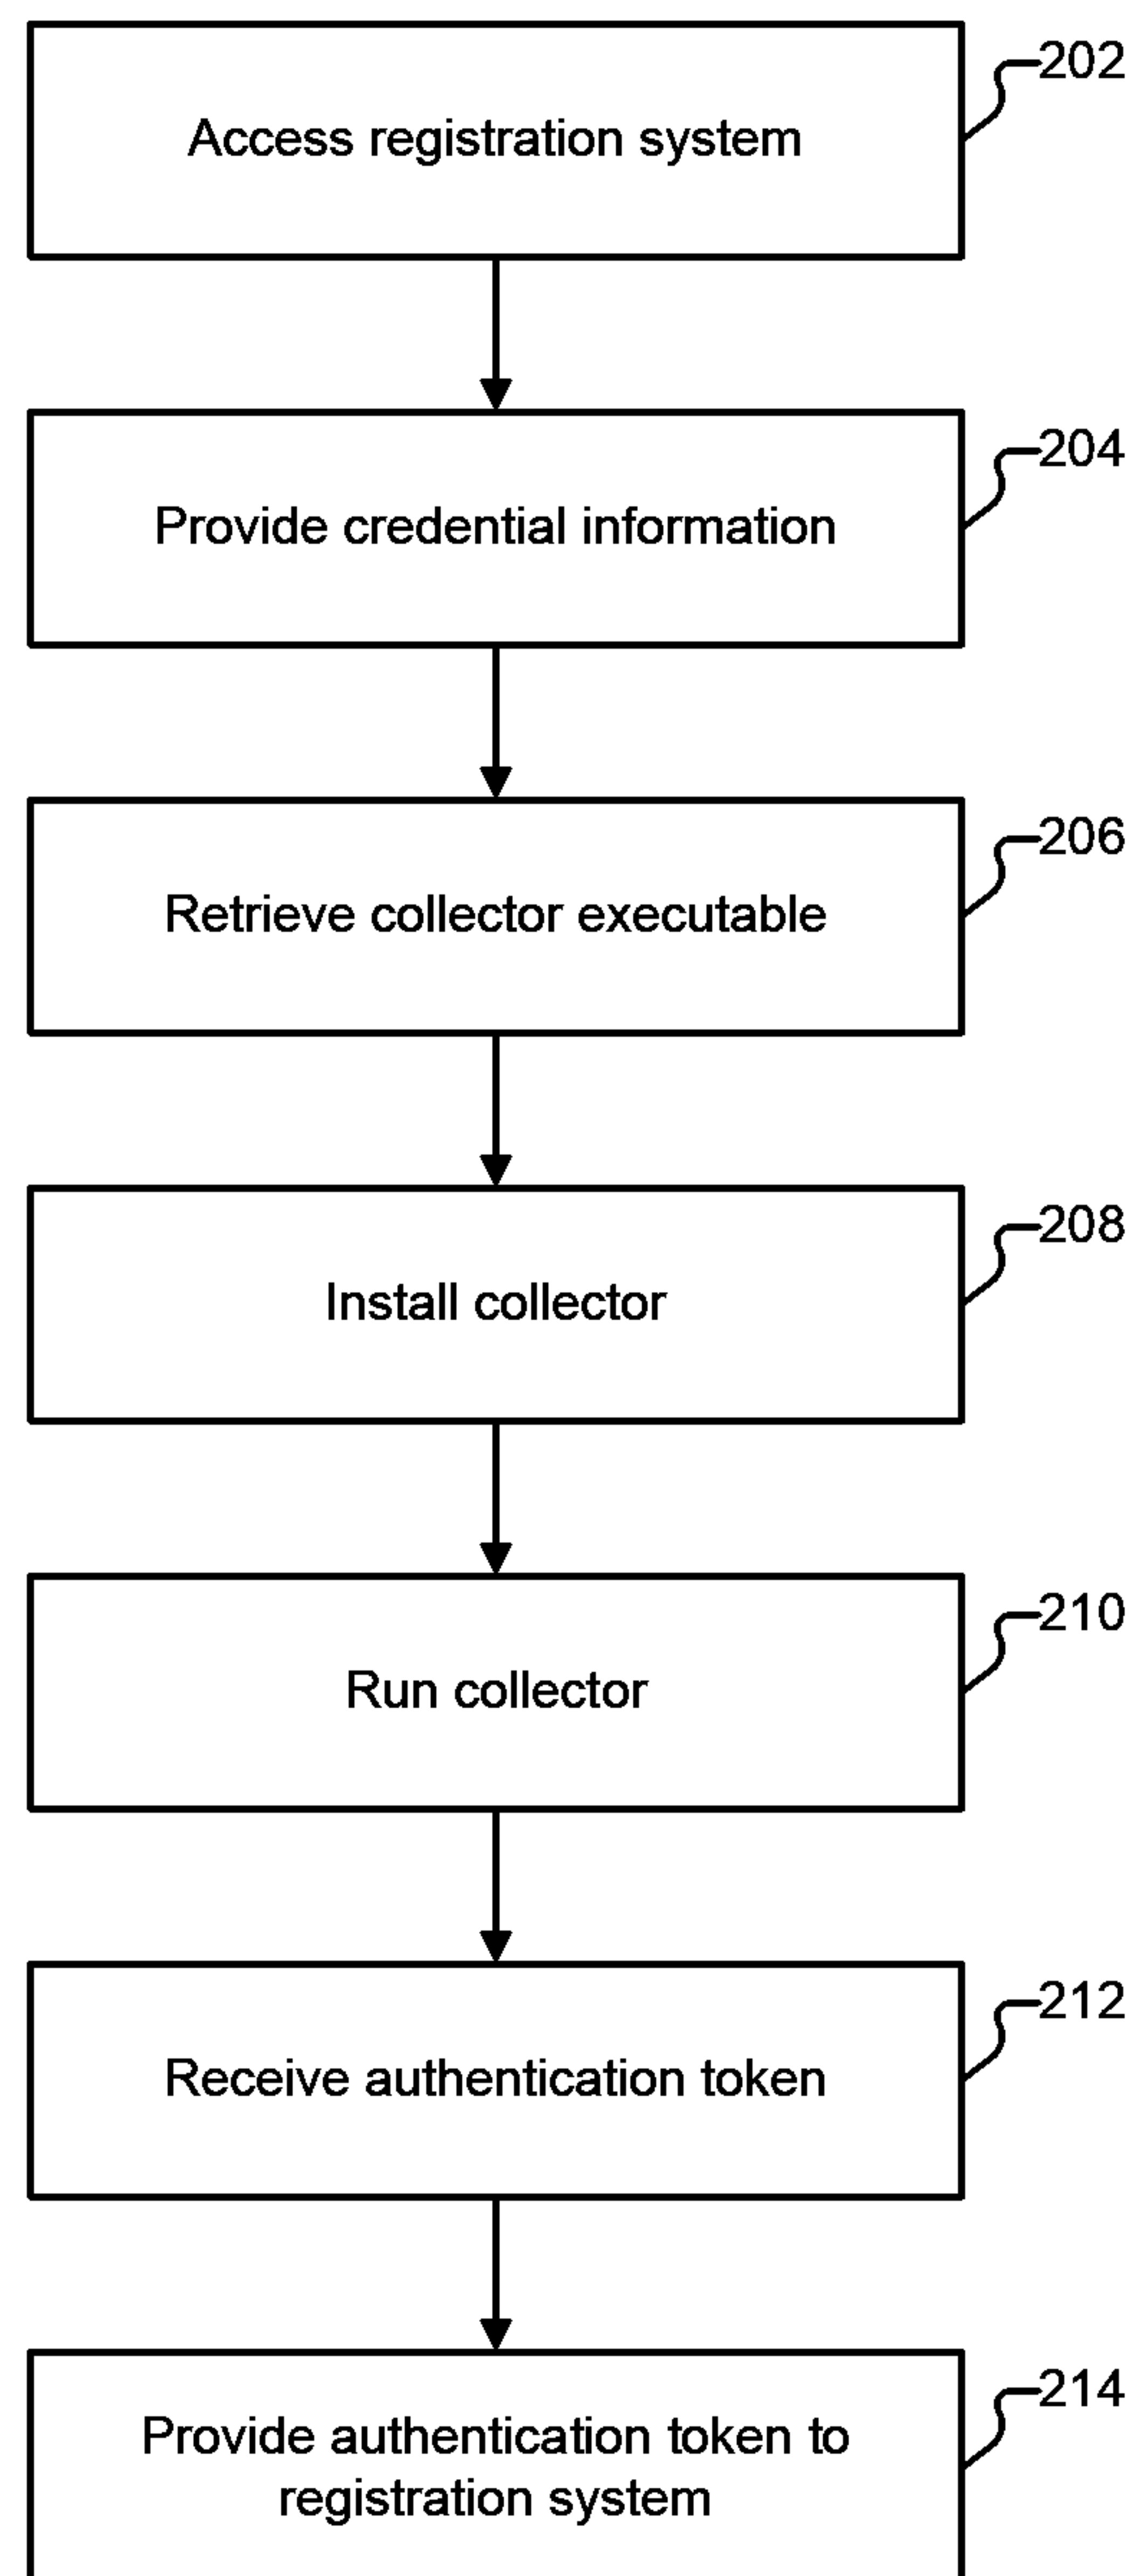 Access registration system
202
Provide credential information
204
Retrieve collector executable
206
Install collector
208
Run collector
210
Receive authentication token
212
Provide authentication token to
registration system
214